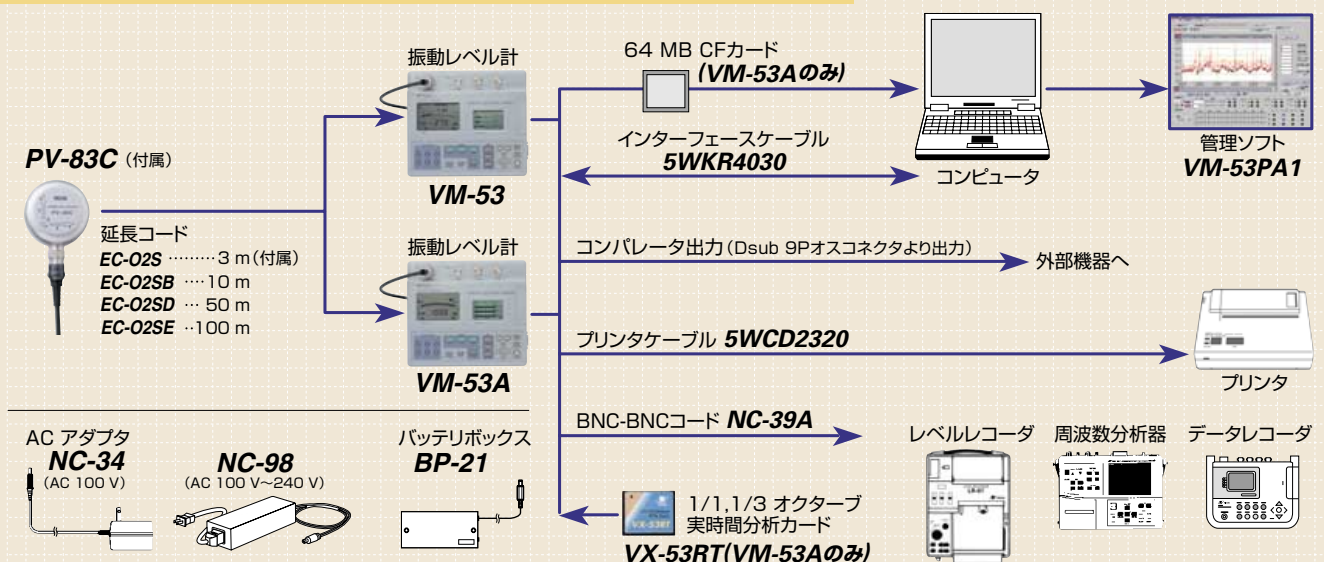 PV-83C (付属)
延長コード
EC-02S ………3 m(付属)
EC-02SB ‥‥10 m
EC-02SD … 50 m
EC-02SE ‥100 m
振動レベル計
VM-53
振動レベル計
VM-53A
64 MB CFカード
(VM-53Aのみ)
インターフェースケーブル
5WKR4030
コンピュータ
管理ソフト
VM-53PA1
コンパレータ出力(Dsub 9Pオスコネクタより出力)
外部機器へ
プリンタケーブル 5WCD2320
プリンタ
BNC-BNCコード NC-39A
レベルレコーダ
周波数分析器
データレコーダ
VX-53RT
1/1,1/3 オクターブ
実時間分析カード
VX-53RT(VM-53Aのみ)
AC アダプタ
NC-34
(AC 100 V)
NC-98
(AC 100 V~240 V)
バッテリボックス
BP-21